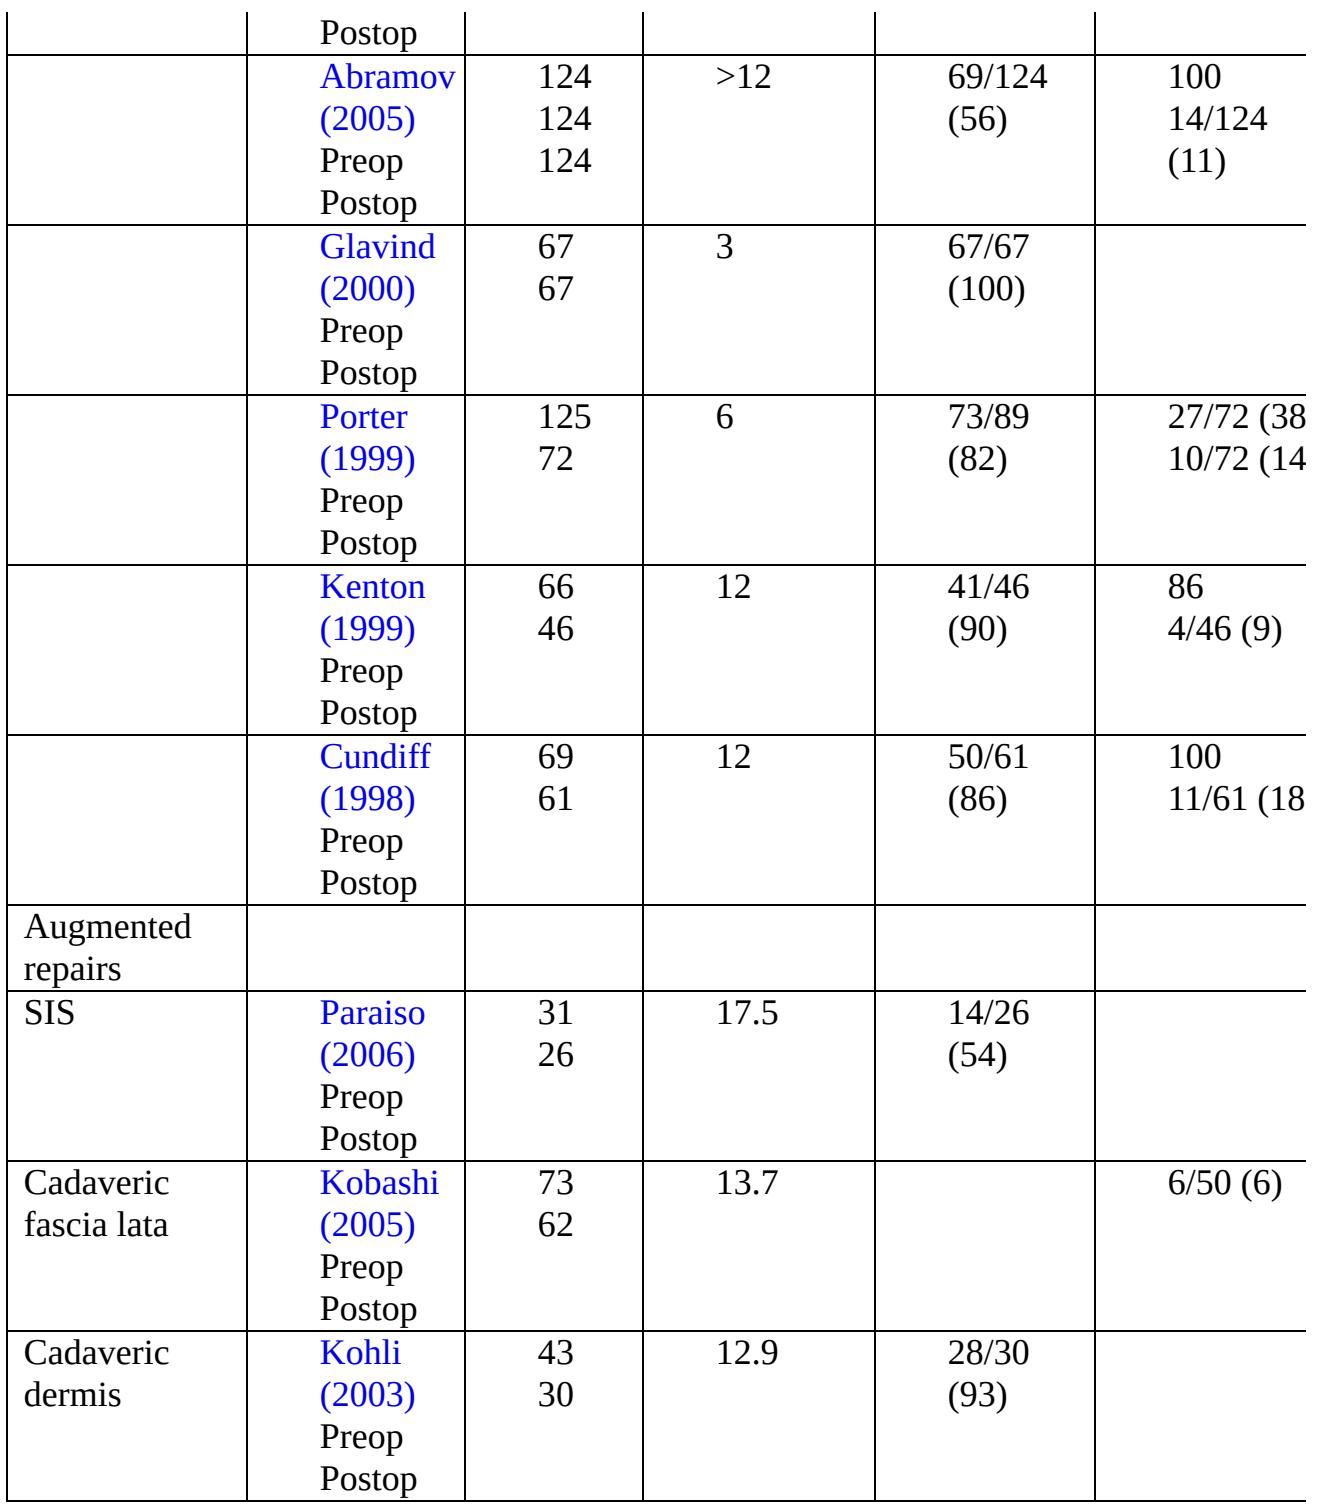 Postop
Abramov
(2005)
Preop
Postop
124
124
124
>12
69/124
(56)
100
14/124
(11)
Glavind
(2000)
Preop
Postop
67
67
3
67/67
(100)
Porter
(1999)
Preop
Postop
125
72
6
73/89
(82)
27/72 (38
10/72 (14
Kenton
(1999)
Preop
Postop
66
46
12
41/46
(90)
86
4/46 (9)
Cundiff
(1998)
Preop
Postop
69
61
12
50/61
(86)
100
11/61 (18
Augmented
repairs
SIS
Paraiso
(2006)
Preop
Postop
31
26
17.5
14/26
(54)
Cadaveric
fascia lata
Kobashi
(2005)
Preop
Postop
73
62
13.7
6/50 (6)
Cadaveric
dermis
Kohli
(2003)
Preop
Postop
43
30
12.9
28/30
(93)